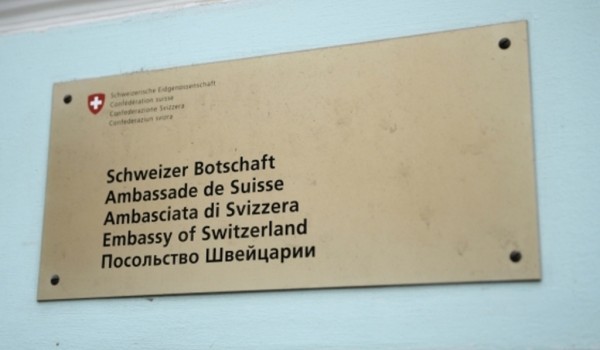 Schweizerische Eidgenossenschaft
Confédération suisse
Confederazione Svizzera
Confederaziun svizra
Schweizer Botschaft
Ambassade de Suisse
Ambasciata di Svizzera
Embassy of Switzerland
Посольство Швейцарии